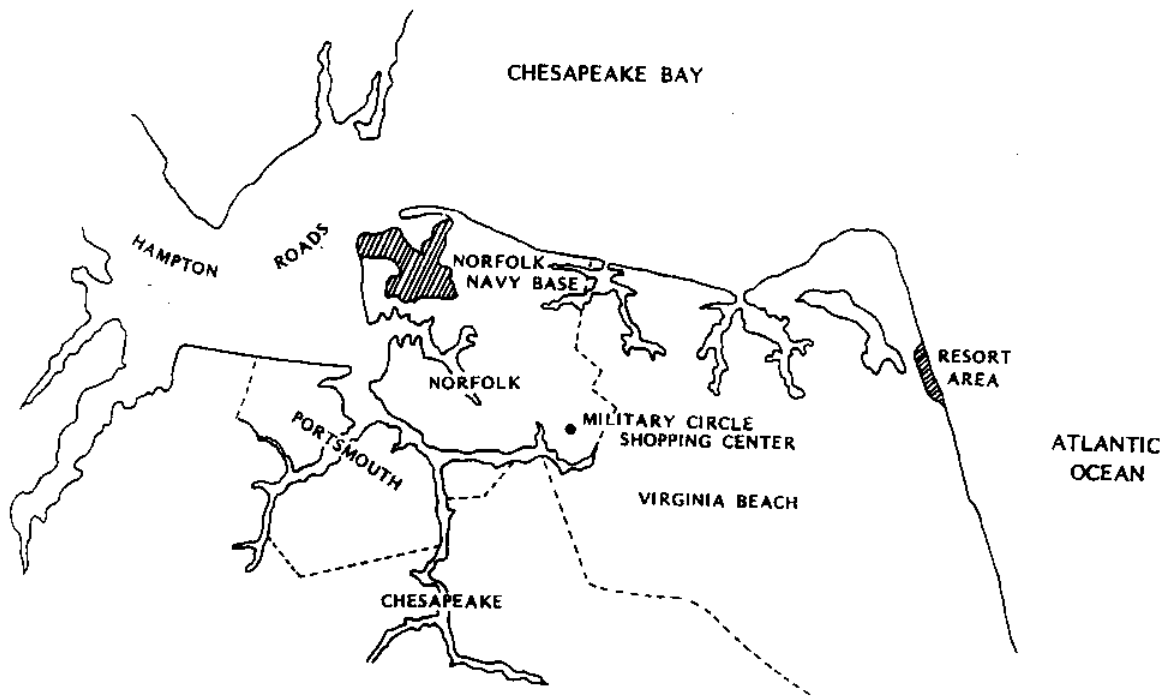 CHESAPEAKE BAY
HAMPTON
ROADS
NORFOLK
NAVY BASE
NORFOLK
RESORT
AREA
PORTSMOUTH
MILITARY CIRCLE
SHOPPING CENTER
ATLANTIC
OCEAN
VIRGINIA BEACH
CHESAPEAKE